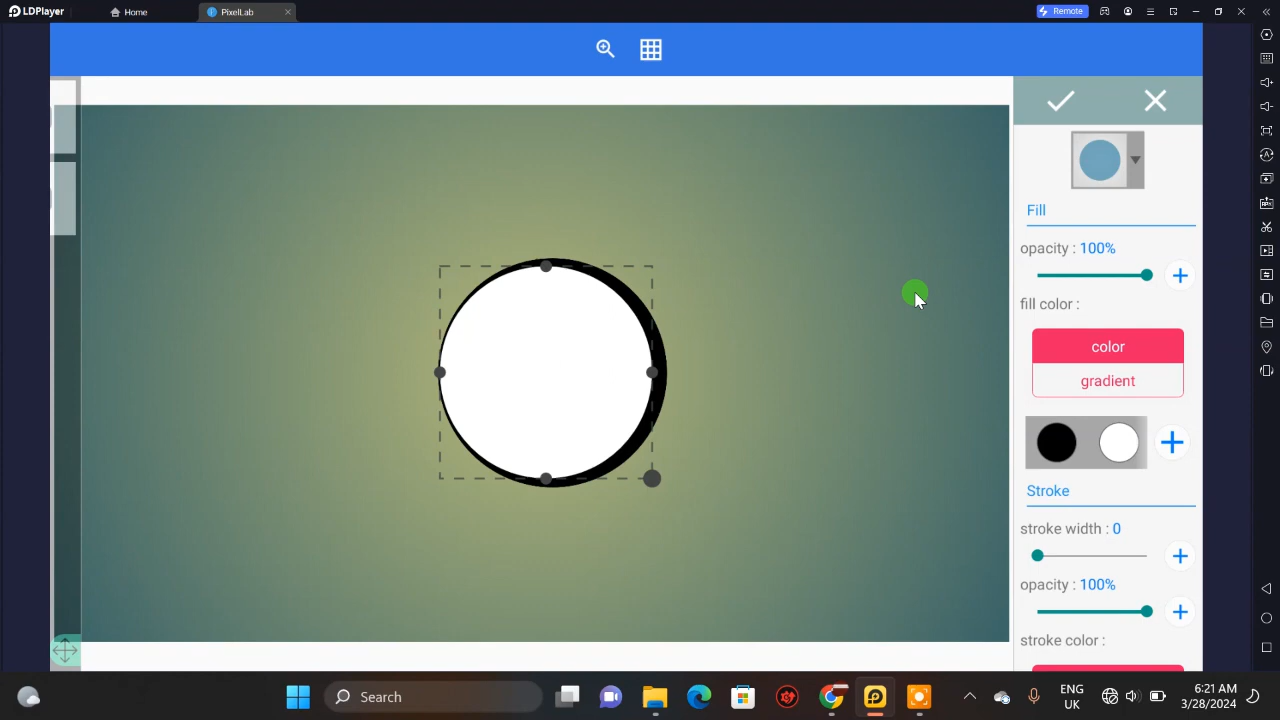 LDPlayer
Home
PixelLab
Remote
Fill
opacity : 100%
fill color :
color
gradient
Stroke
stroke width : 0
opacity : 100%
stroke color :
Search
ENG
UK
6:21 AM
3/28/2024